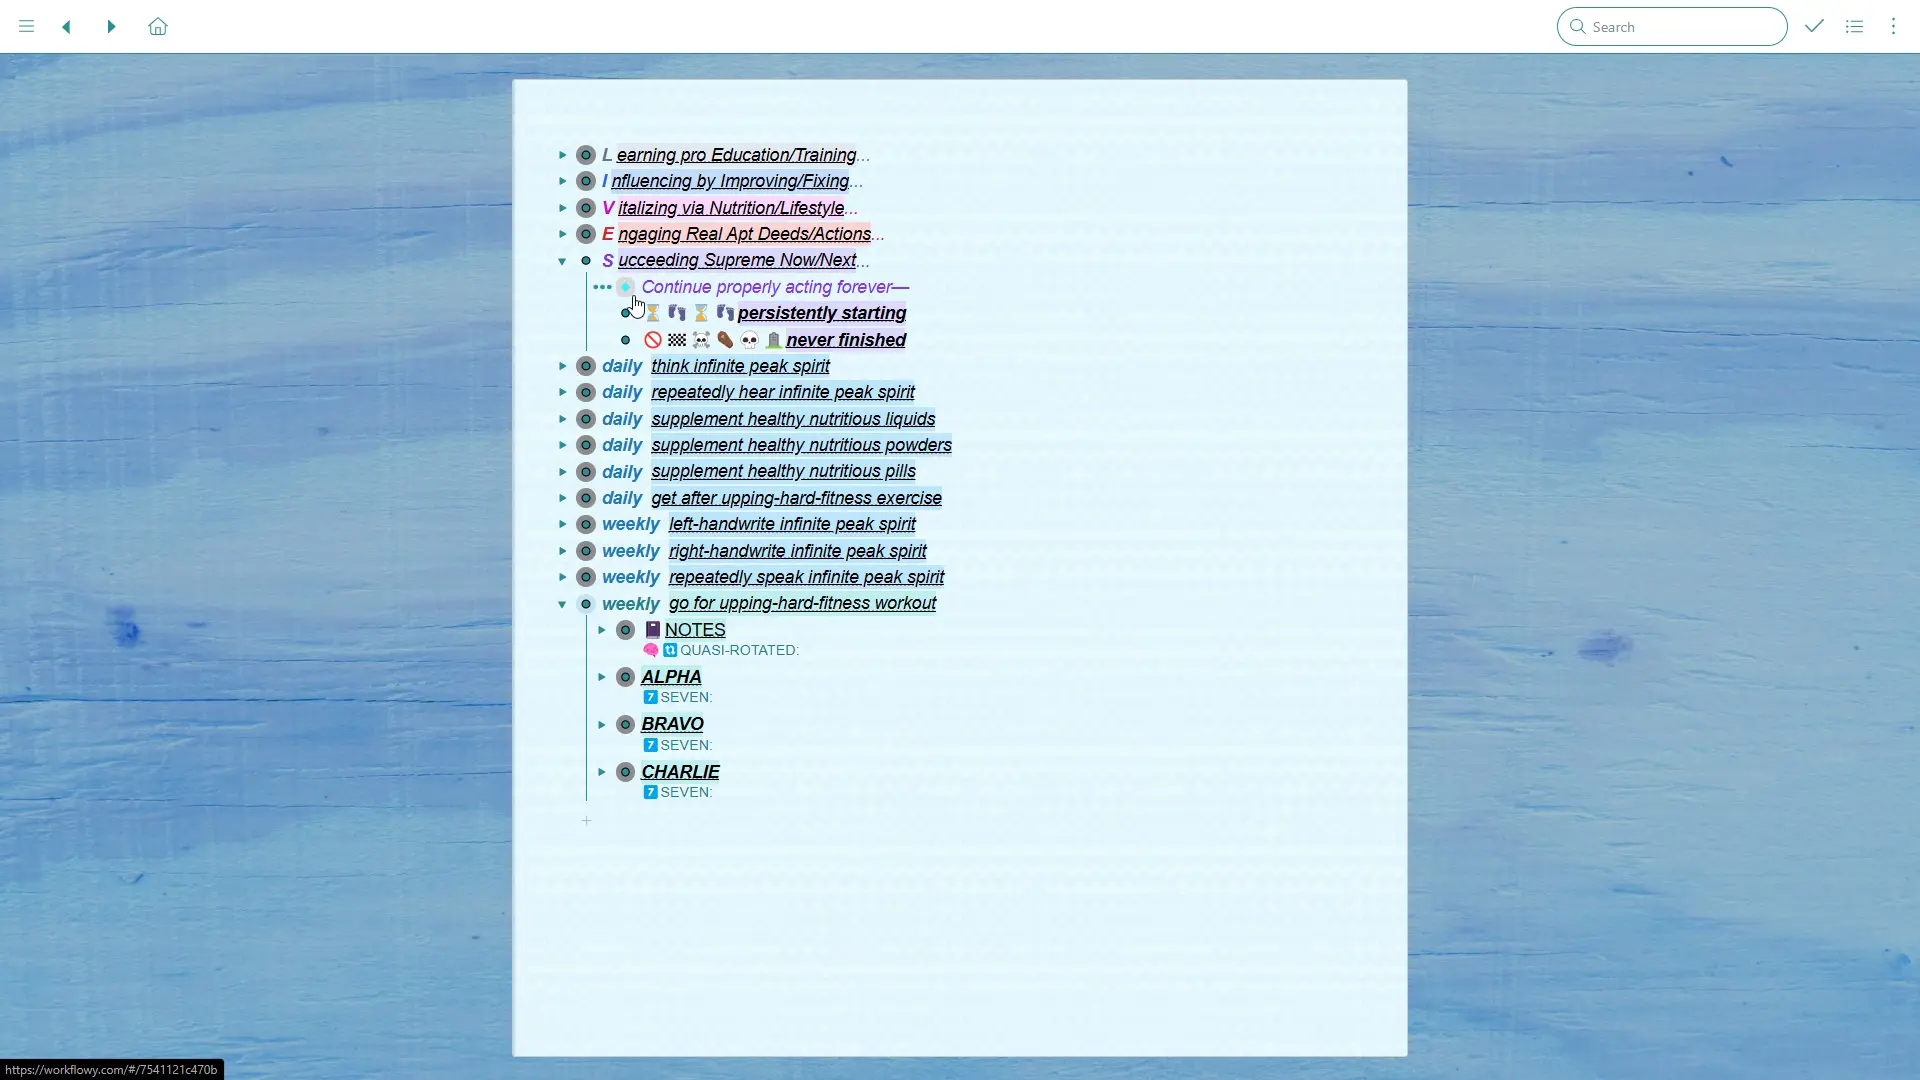 Search
L earning pro Education/Training...
I nfluencing by Improving/Fixing...
V italizing via Nutrition/Lifestyle...
E ngaging Real Apt Deeds/Actions...
S ucceeding Supreme Now/Next...
Continue properly acting forever—
⏳ 👣 ⏳ 👣 persistently starting
🚫 🏁 ☠️ ⚰️ 💀 🪦 never finished
daily think infinite peak spirit
daily repeatedly hear infinite peak spirit
daily supplement healthy nutritious liquids
daily supplement healthy nutritious powders
daily supplement healthy nutritious pills
daily get after upping-hard-fitness exercise
weekly left-handwrite infinite peak spirit
weekly right-handwrite infinite peak spirit
weekly repeatedly speak infinite peak spirit
weekly go for upping-hard-fitness workout
📓 NOTES
🧠 🔃 QUASI-ROTATED:
ALPHA
7️⃣ SEVEN:
BRAVO
7️⃣ SEVEN:
CHARLIE
7️⃣ SEVEN:
https://workflowy.com/#/7541121c470b